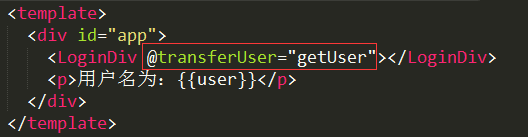 <template>
<div id="app">
<LoginDiv @transferUser="getUser"></LoginDiv>
<p>用户名为：{{user}}</p>
</div>
</template>